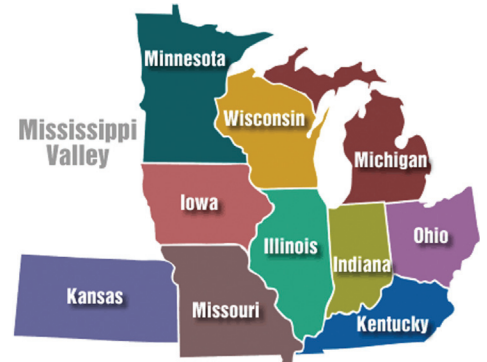 Minnesota
Wisconsin
Mississippi
Valley
Michigan
Iowa
Illinois
Ohio
Indiana
Kansas
Missouri
Kentucky